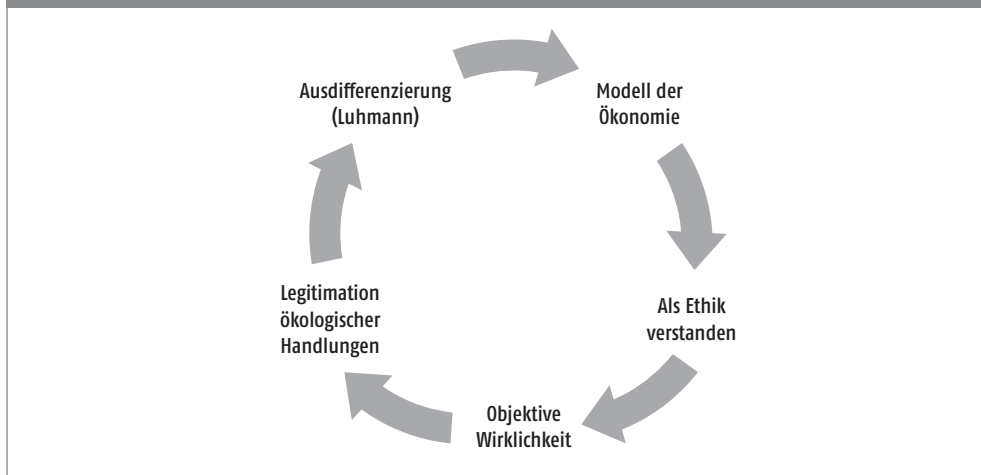 Ausdifferenzierung
(Luhmann)
Modell der
Ökonomie
Als Ethik
verstanden
Objektive
Wirklichkeit
Legitimation
ökologischer
Handlungen